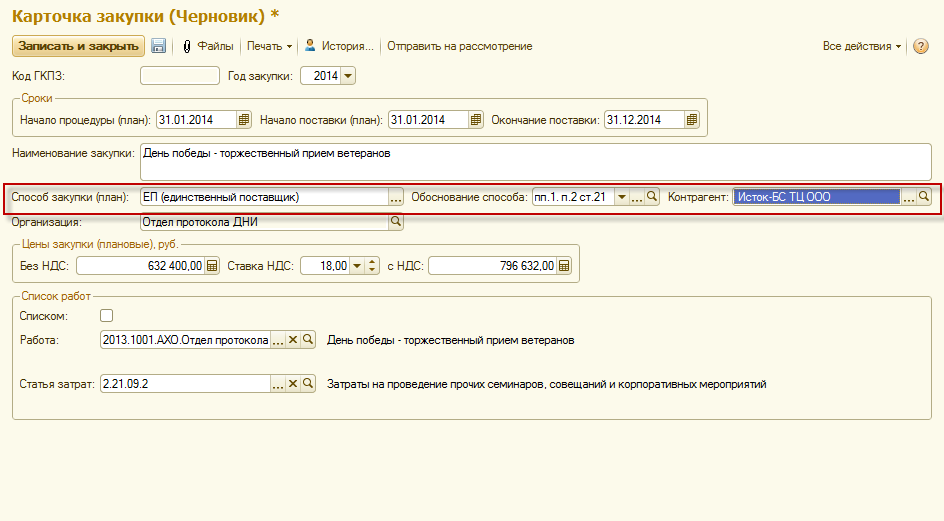 Карточка закупки (Черновик) *
Записать и закрыть Файлы Печать История... Отправить на рассмотрение Все действия ?
Код ГКПЗ: Год закупки: 2014
Сроки
Начало процедуры (план): 31.01.2014 Начало поставки (план): 31.01.2014 Окончание поставки: 31.12.2014
Наименование закупки: День победы - торжественный прием ветеранов
Способ закупки (план): ЕП (единственный поставщик) ... Обоснование способа: пп.1. п.2 ст.21 ... Контрагент: Исток-БС ТЦ ООО ...
Организация: Отдел протокола ДНИ
Цены закупки (плановые), руб.
Без НДС: 632 400,00 Ставка НДС: 18,00 с НДС: 796 632,00
Список работ
Списком:
Работа: 2013.1001.АХО.Отдел протокола ... День победы - торжественный прием ветеранов
Статья затрат: 2.21.09.2 ... Затраты на проведение прочих семинаров, совещаний и корпоративных мероприятий